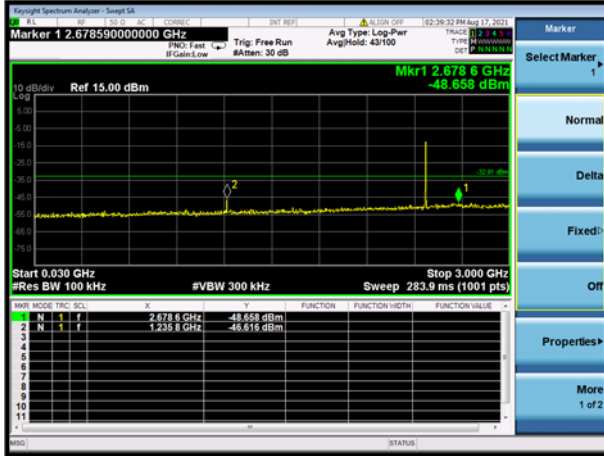 Keysight Spectrum Analyzer - Swept SA
RL RF 50 Ω AC CORREC INT REF ALIGN OFF 02:39:32 PM Aug 17, 2021
Marker 1 2.678590000000 GHz
PNO: Fast
IFGain:Low
Trig: Free Run
#Atten: 30 dB
Avg Type: Log-Pwr
Avg|Hold: 43/100
TRACE 1 2 3 4 5 6
TYPE
DET P N N N N N
Mkr1 2.678 6 GHz
-48.658 dBm
10 dB/div Ref 15.00 dBm
Log
5.00
-5.00
-15.0
-25.0
-35.0
-45.0
-55.0
-65.0
-75.0
-32.91 dBm
2
1
Start 0.030 GHz
Stop 3.000 GHz
#Res BW 100 kHz
#VBW 300 kHz
Sweep 283.9 ms (1001 pts)
MKR MODE TRC SCL X Y FUNCTION FUNCTION WIDTH FUNCTION VALUE
1 N 1 f 2.678 6 GHz -48.658 dBm
2 N 1 f 1.235 8 GHz -46.616 dBm
3
4
5
6
7
8
9
10
11
MSG
STATUS
Marker
Select Marker
1
Normal
Delta
Fixed
Off
Properties
More
1 of 2